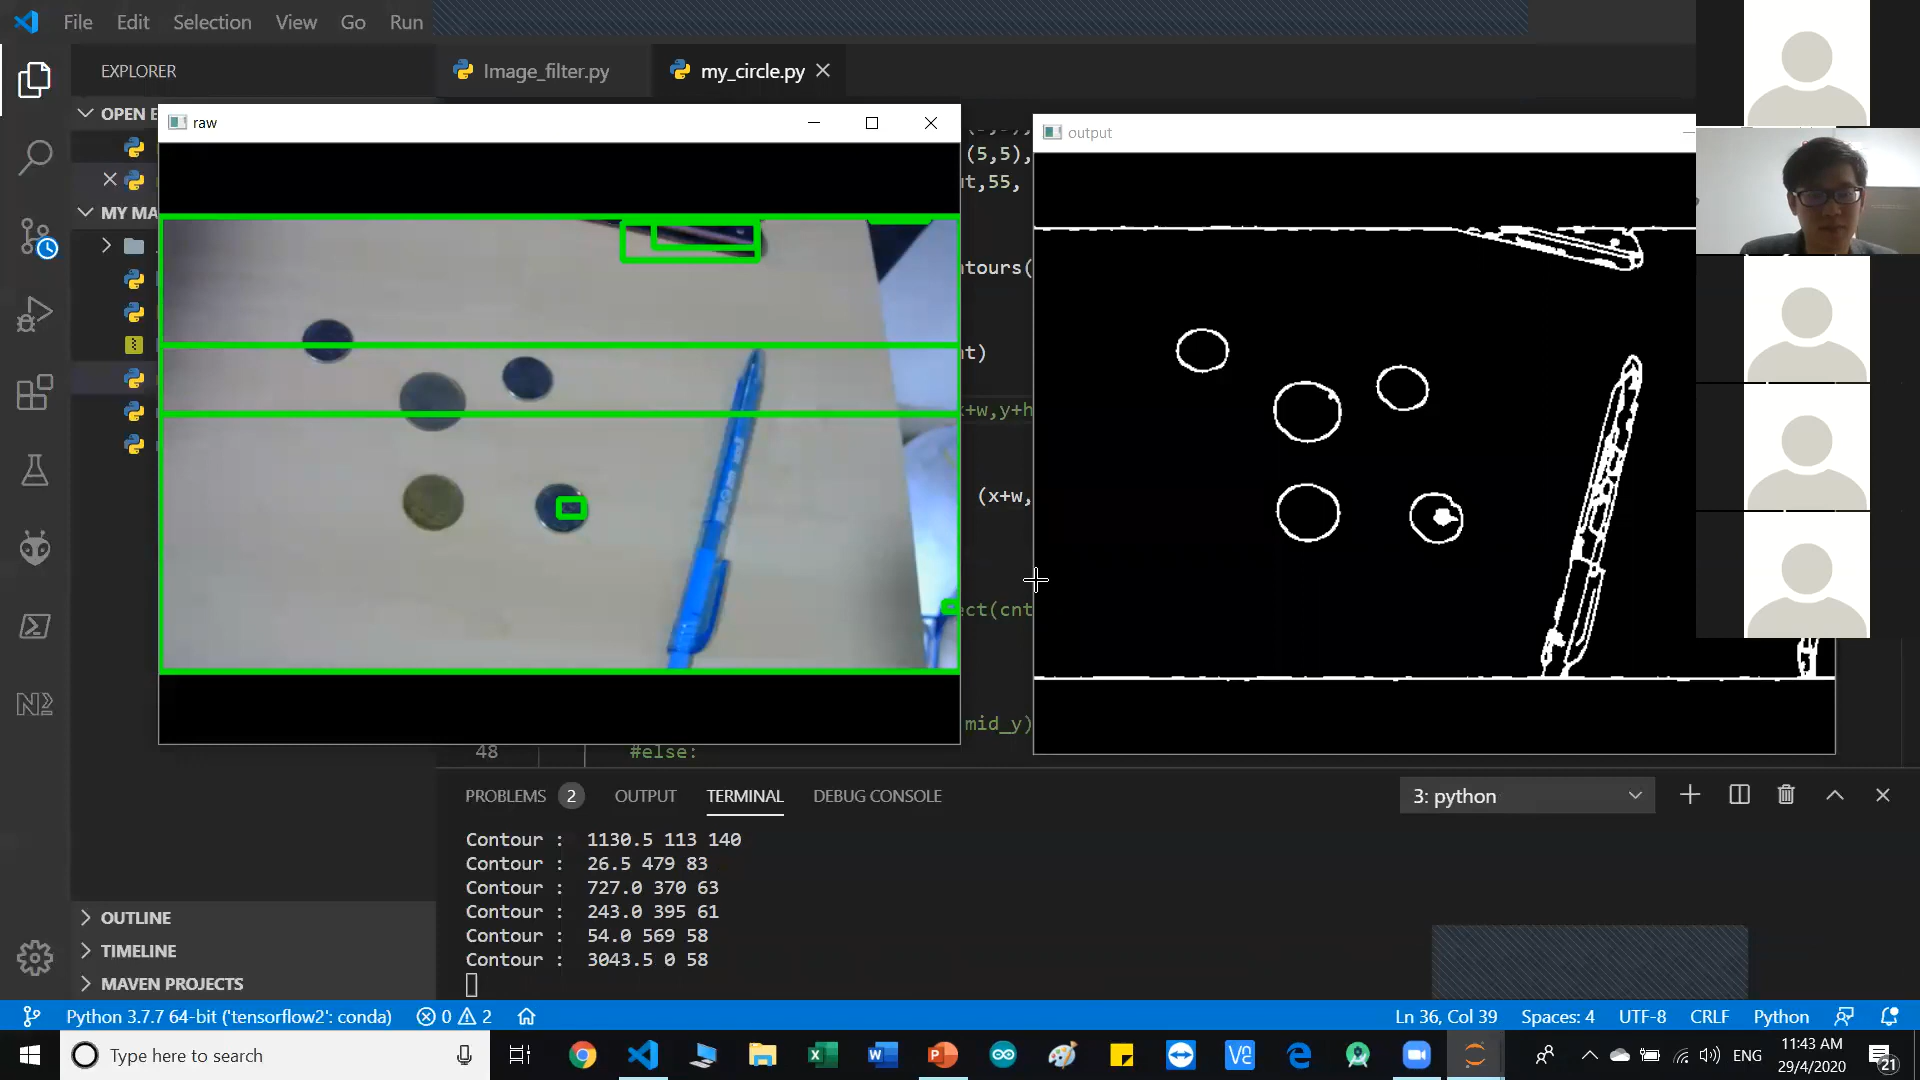 File Edit Selection View Go Run
EXPLORER
Image_filter.py
my_circle.py
OPEN E
raw
output
(5,5),
ut,55,
MY MA
ntours(
nt)
x+w,y+h
(x+w,
ect(cnt
mid_y)
48 #else:
PROBLEMS 2 OUTPUT TERMINAL DEBUG CONSOLE
3: python
Contour : 1130.5 113 140
Contour : 26.5 479 83
Contour : 727.0 370 63
Contour : 243.0 395 61
Contour : 54.0 569 58
Contour : 3043.5 0 58
OUTLINE
TIMELINE
MAVEN PROJECTS
Python 3.7.7 64-bit ('tensorflow2': conda) 0 2
Ln 36, Col 39 Spaces: 4 UTF-8 CRLF Python
Type here to search
ENG
11:43 AM
29/4/2020
21